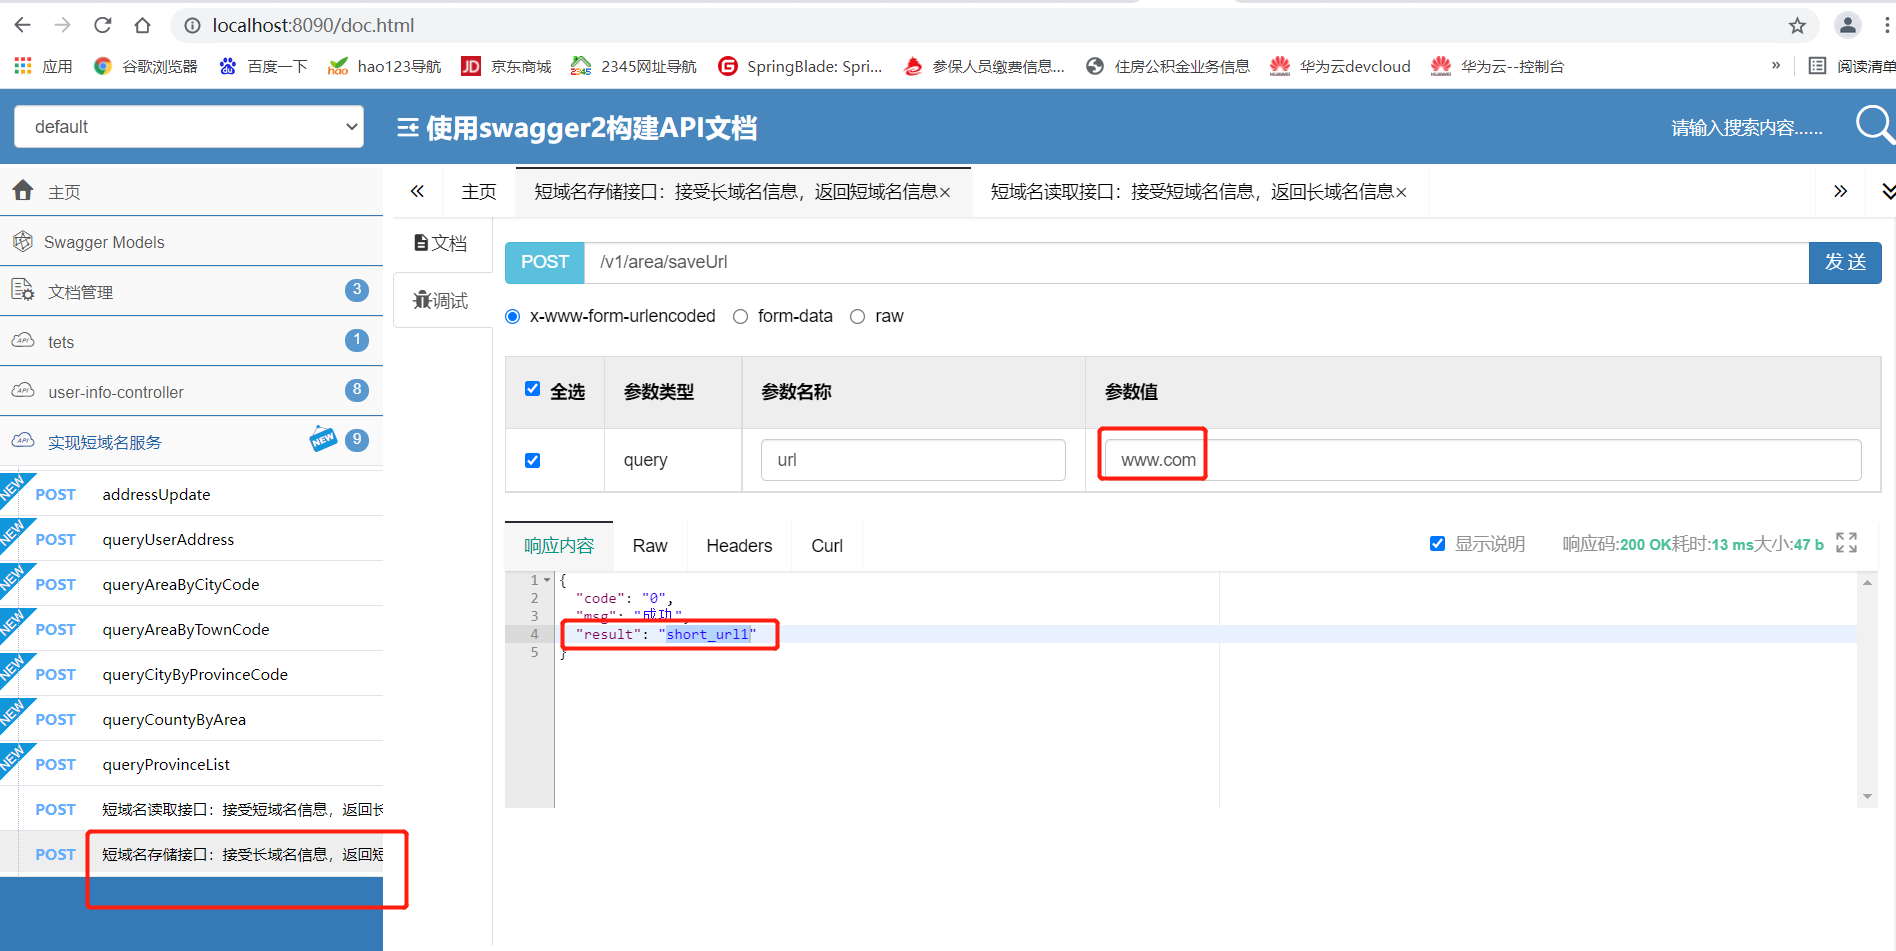 localhost:8090/doc.html
应用 谷歌浏览器 百度一下 hao123导航 京东商城 2345网址导航 SpringBlade: Spri... 参保人员缴费信息... 住房公积金业务信息 华为云devcloud 华为云--控制台 » 阅读清单
default 使用swagger2构建API文档 请输入搜索内容......
主页
Swagger Models
文档管理 3
tets 1
user-info-controller 8
实现短域名服务 NEW 9
NEW POST addressUpdate
NEW POST queryUserAddress
NEW POST queryAreaByCityCode
NEW POST queryAreaByTownCode
NEW POST queryCityByProvinceCode
NEW POST queryCountyByArea
NEW POST queryProvinceList
POST 短域名读取接口：接受短域名信息，返回长
POST 短域名存储接口：接受长域名信息，返回短
« 主页 短域名存储接口：接受长域名信息，返回短域名信息× 短域名读取接口：接受短域名信息，返回长域名信息× »
文档
调试
POST /v1/area/saveUrl 发 送
x-www-form-urlencoded form-data raw
全选 参数类型 参数名称 参数值
query url www.com
响应内容 Raw Headers Curl 显示说明 响应码:200 OK耗时:13 ms大小:47 b
1 {
2 "code": "0",
3 "msg": "成功",
4 "result": "short_url1"
5 }